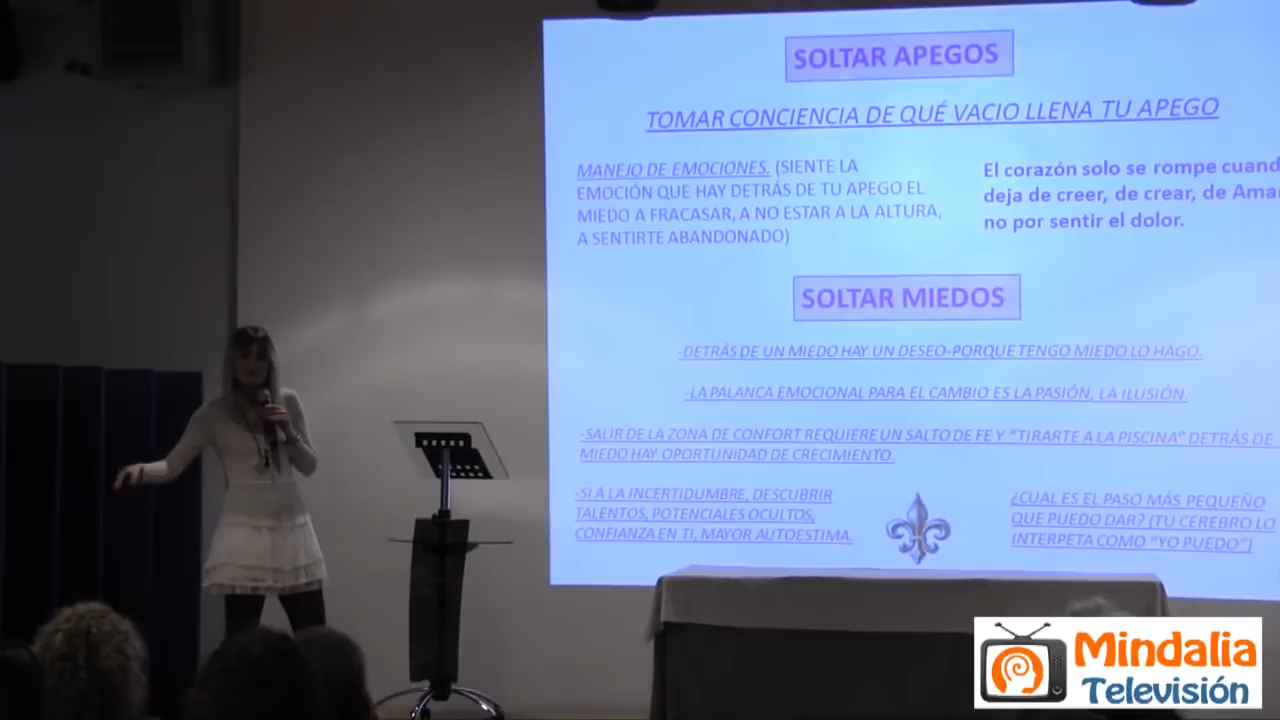 SOLTAR APEGOS
TOMAR CONCIENCIA DE QUÉ VACIO LLENA TU APEGO
MANEJO DE EMOCIONES. (SIENTE LA
EMOCIÓN QUE HAY DETRÁS DE TU APEGO EL
MIEDO A FRACASAR, A NO ESTAR A LA ALTURA,
A SENTIRTE ABANDONADO)
El corazón solo se rompe cuand
deja de creer, de crear, de Ama
no por sentir el dolor.
SOLTAR MIEDOS
-DETRÁS DE UN MIEDO HAY UN DESEO-PORQUE TENGO MIEDO LO HAGO.
-LA PALANCA EMOCIONAL PARA EL CAMBIO ES LA PASIÓN, LA ILUSIÓN.
-SALIR DE LA ZONA DE CONFORT REQUIERE UN SALTO DE FE Y "TIRARTE A LA PISCINA" DETRÁS DE
MIEDO HAY OPORTUNIDAD DE CRECIMIENTO.
-SI A LA INCERTIDUMBRE, DESCUBRIR
TALENTOS, POTENCIALES OCULTOS,
CONFIANZA EN TI, MAYOR AUTOESTIMA.
¿CUAL ES EL PASO MÁS PEQUEÑO
QUE PUEDO DAR? (TU CEREBRO LO
INTERPETA COMO "YO PUEDO")
Mindalia
Televisión